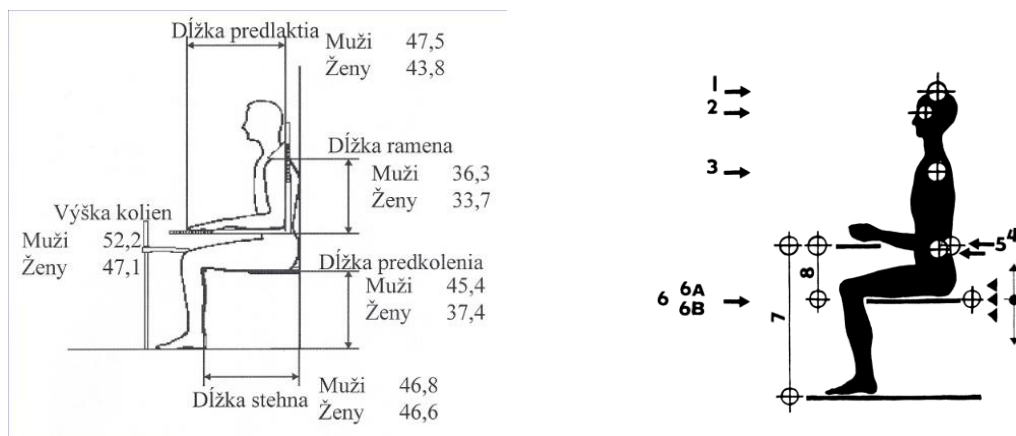 Dĺžka predlaktia
Muži 47,5
Ženy 43,8
Dĺžka ramena
Muži 36,3
Ženy 33,7
Výška kolien
Muži 52,2
Ženy 47,1
Dĺžka predkolenia
Muži 45,4
Ženy 37,4
Dĺžka stehna
Muži 46,8
Ženy 46,6
1
2
3
4
5
6 6A
6B
7
8